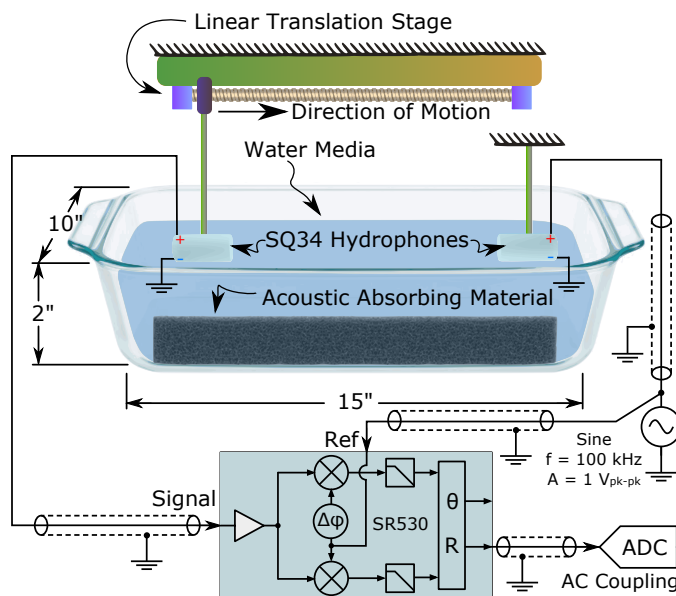 Linear Translation Stage
Direction of Motion
Water Media
10"
+
+
SQ34 Hydrophones
-
-
2"
Acoustic Absorbing Material
15"
Ref
Sine
f = 100 kHz
A = 1 Vpk-pk
Signal
Δφ
SR530
θ
R
ADC
AC Coupling